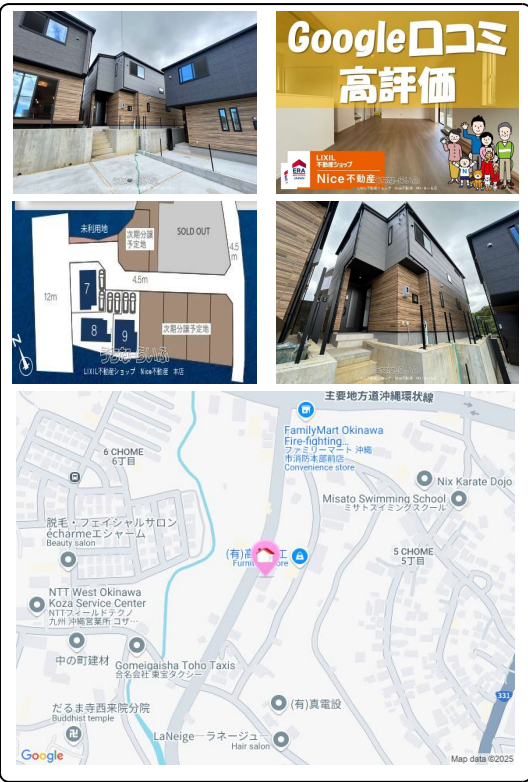 Google口コミ
高評価
LIXIL
不動産ショップ
ERA
JAPAN
Nice不動産
未利用地
次期分譲
予定地
SOLD OUT
4.5
m
4.5m
12m
7
8
9
次期分譲予定地
N
うちなーらいふ
LIXIL不動産ショップ Nice不動産 本店
主要地方道沖縄環状線
FamilyMart Okinawa
Fire-fighting...
ファミリーマート 沖縄
市消防本部前店
Convenience store
6 CHOME
6丁目
Nix Karate Dojo
Misato Swimming School
ミサトスイミングスクール
脱毛・フェイシャルサロン
écharmeエシャーム
Beauty salon
5 CHOME
5丁目
NTT West Okinawa
Koza Service Center
NTTフィールドテクノ
九州 沖縄営業所 コザ…
中の町建材
Gomeigaisha Toho Taxis
合名会社 東宝タクシー
だるま寺西来院分院
Buddhist temple
(有)真電設
LaNeige―ラネージュ―
Hair salon
331
Google
Map data ©2025